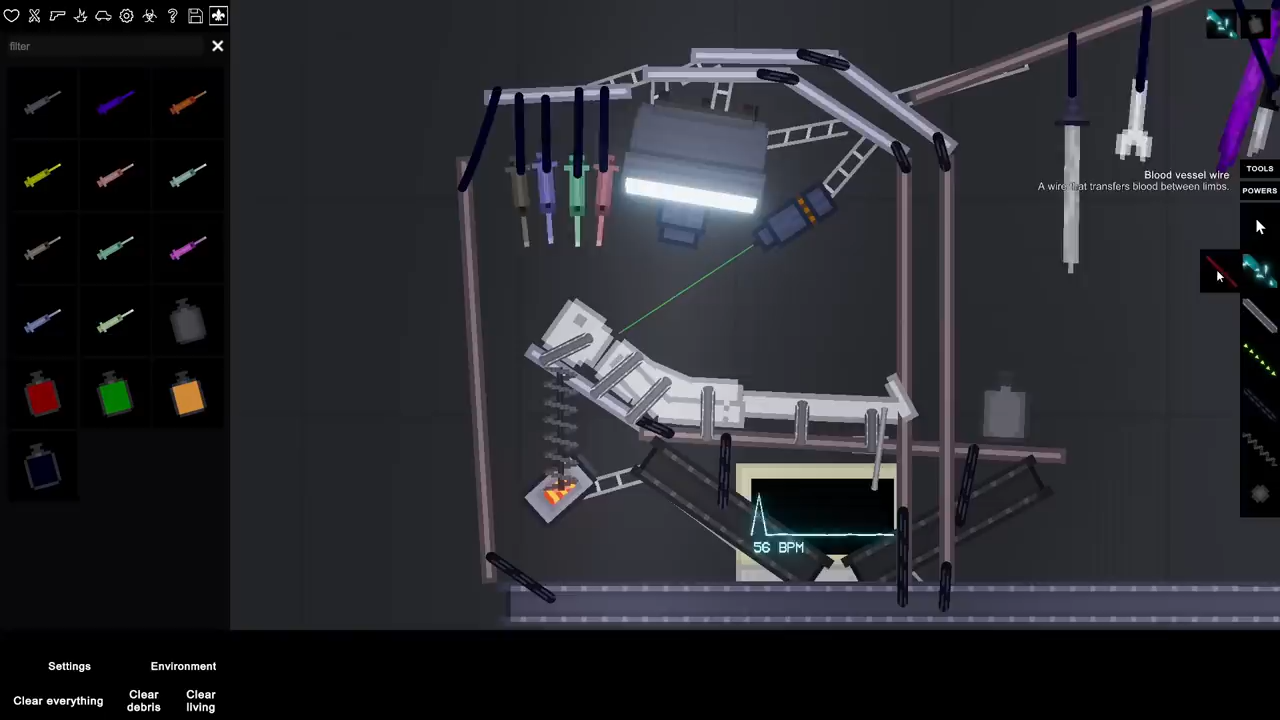 filter
Blood vessel wire
A wire that transfers blood between limbs.
TOOLS
POWERS
56 BPM
Settings
Environment
Clear everything
Clear
debris
Clear
living